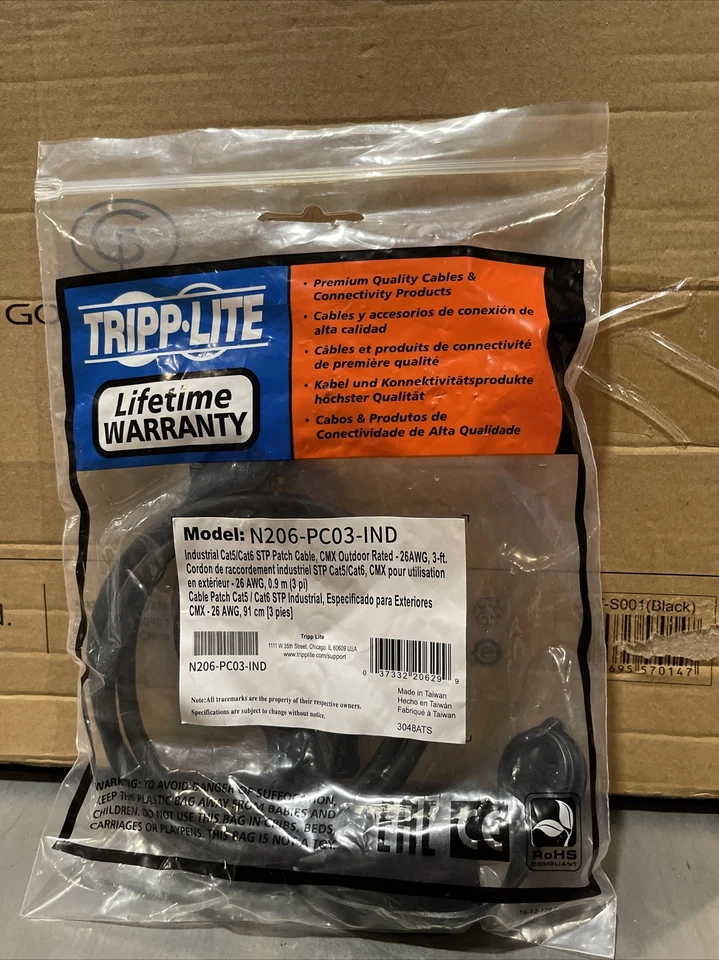 GO
TRIPP·LITE
Lifetime
WARRANTY
• Premium Quality Cables &
Connectivity Products
• Cables y accesorios de conexión de
alta calidad
• Câbles et produits de connectivité
de première qualité
• Kabel und Konnektivitätsprodukte
höchster Qualität
• Cabos & Produtos de
Conectividade de Alta Qualidade
Model: N206-PC03-IND
Industrial Cat5/Cat6 STP Patch Cable, CMX Outdoor Rated - 26AWG, 3-ft.
Cordon de raccordement industriel STP Cat5/Cat6, CMX pour utilisation
en extérieur - 26 AWG, 0.9 m (3 pi)
Cable Patch Cat5 / Cat6 STP Industrial, Especificado para Exteriores
CMX - 26 AWG, 91 cm [3 pies]
Tripp Lite
1111 W 35th Street, Chicago, IL 60609 USA
www.tripplite.com/support
N206-PC03-IND
0 37332 20629 9
Made in Taiwan
Hecho en Taiwán
Fabriqué à Taiwan
3048ATS
Note:All tracmarks are the property of their respective owners.
Specifications are subject to change without notice.
-S001(Black)
695 570147
WARNING: TO AVOID DANGER OF SUFFOCATION,
KEEP THIS PLASTIC BAG AWAY FROM BABIES AND
CHILDREN. DO NOT USE THIS BAG IN CRIBS, BEDS,
CARRIAGES OR PLAYPENS. THIS BAG IS NOT A TOY.
EAC
RoHS
COMPLIANT